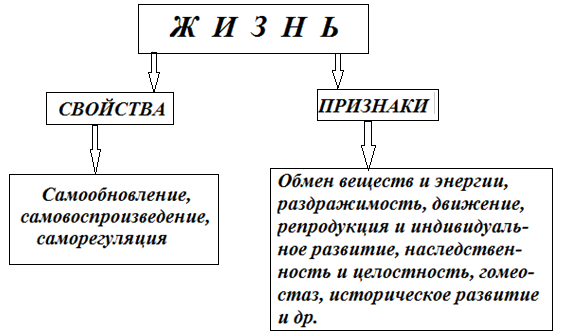 Ж И З Н Ь
СВОЙСТВА
ПРИЗНАКИ
Самообновление,
самовоспроизведение,
саморегуляция
Обмен веществ и энергии,
раздражимость, движение,
репродукция и индивидуаль-
ное развитие, наследствен-
ность и целостность, гомео-
стаз, историческое развитие
и др.